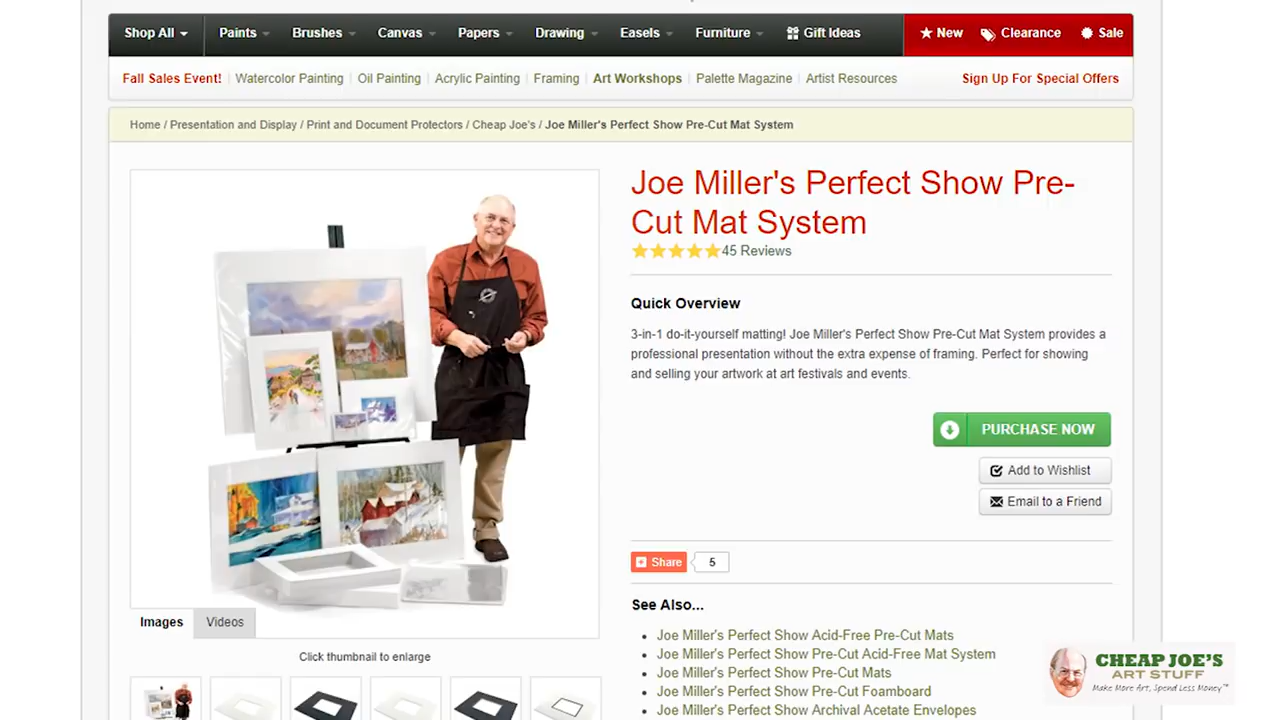 Shop All
Paints
Brushes
Canvas
Papers
Drawing
Easels
Furniture
Gift Ideas
New
Clearance
Sale
Fall Sales Event!
Watercolor Painting
Oil Painting
Acrylic Painting
Framing
Art Workshops
Palette Magazine
Artist Resources
Sign Up For Special Offers
Home / Presentation and Display / Print and Document Protectors / Cheap Joe's / Joe Miller's Perfect Show Pre-Cut Mat System
Joe Miller's Perfect Show Pre-
Cut Mat System
45 Reviews
Quick Overview
3-in-1 do-it-yourself matting! Joe Miller's Perfect Show Pre-Cut Mat System provides a
professional presentation without the extra expense of framing. Perfect for showing
and selling your artwork at art festivals and events.
PURCHASE NOW
Add to Wishlist
Email to a Friend
Share
5
See Also...
Joe Miller's Perfect Show Acid-Free Pre-Cut Mats
Joe Miller's Perfect Show Pre-Cut Acid-Free Mat System
Joe Miller's Perfect Show Pre-Cut Mats
Joe Miller's Perfect Show Pre-Cut Foamboard
Joe Miller's Perfect Show Archival Acetate Envelopes
Images
Videos
Click thumbnail to enlarge
CHEAP JOE'S
ART STUFF
Make More Art, Spend Less Money™